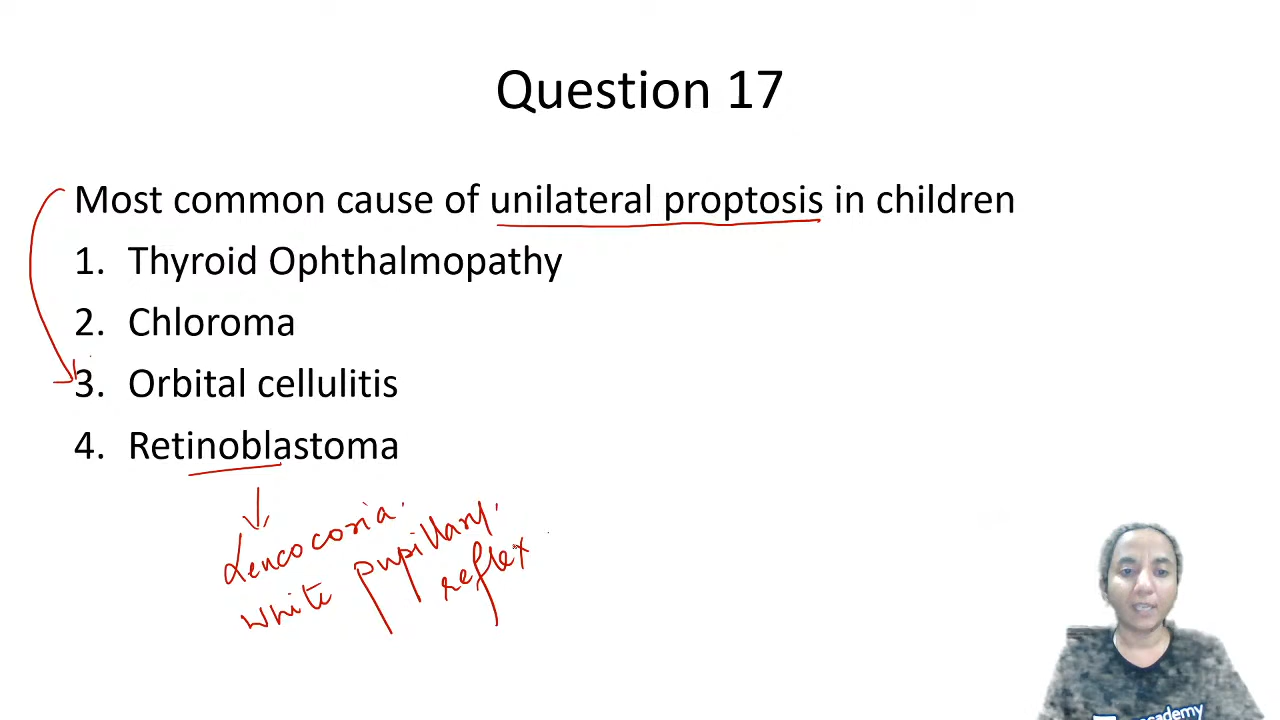 Question 17
Most common cause of unilateral proptosis in children
1. Thyroid Ophthalmopathy
2. Chloroma
3. Orbital cellulitis
4. Retinoblastoma
Leucocoria.
white pupillary
reflex